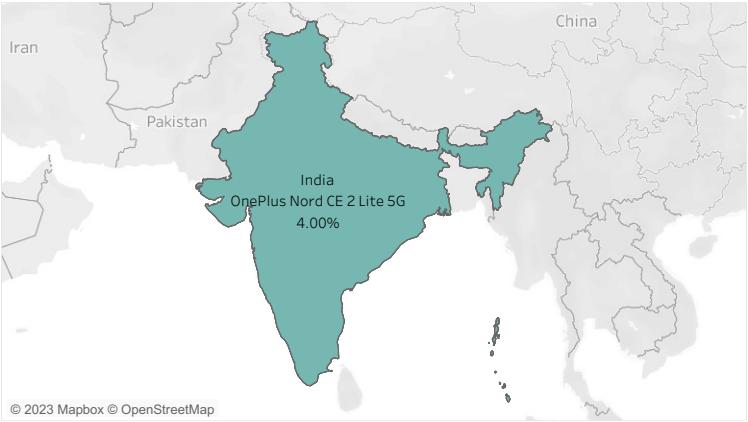 China
Iran
Pakistan
India
OnePlus Nord CE 2 Lite 5G
4.00%
© 2023 Mapbox © OpenStreetMap